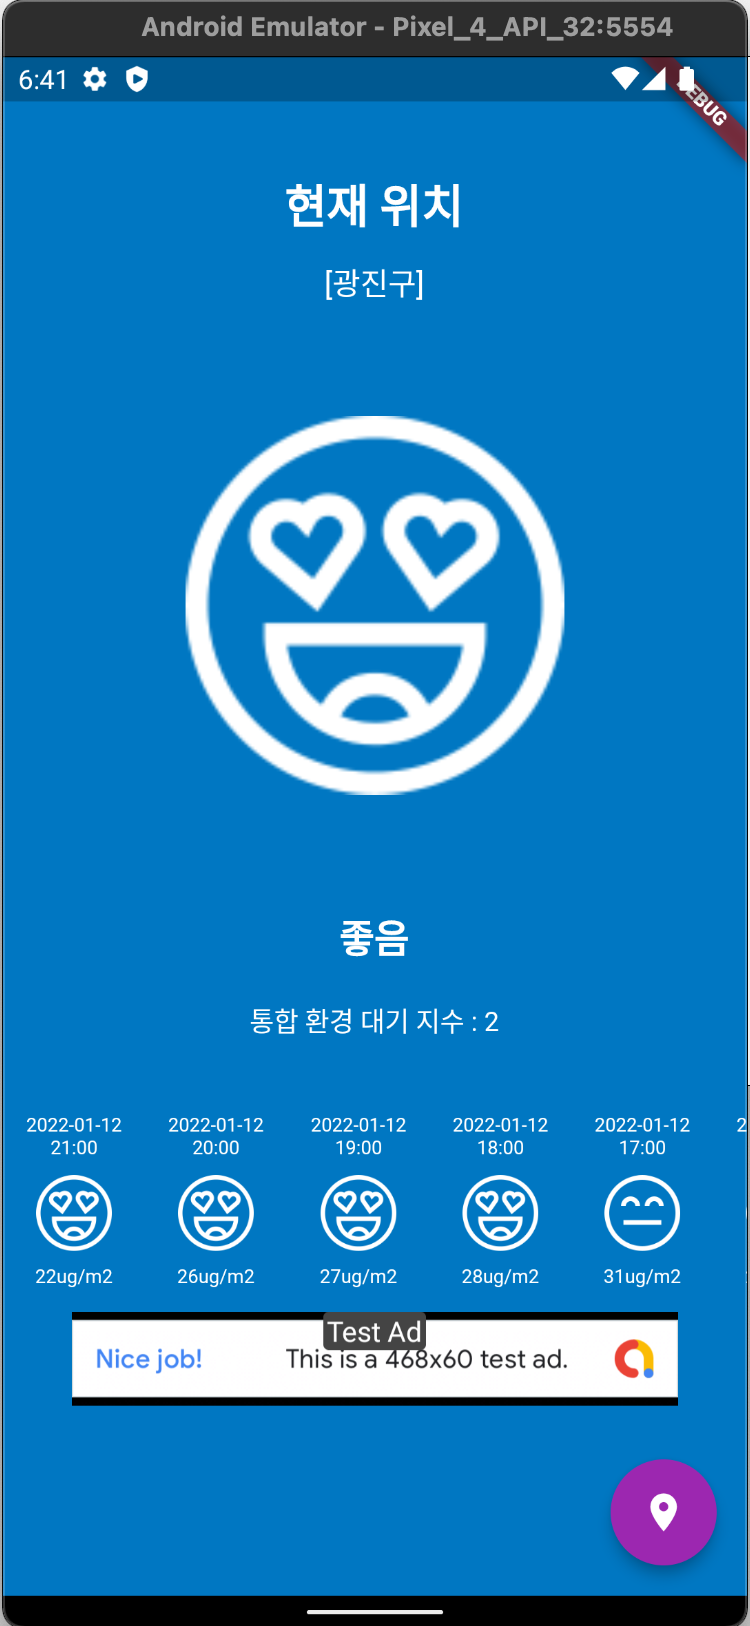 Android Emulator - Pixel_4_API_32:5554
6:41
현재 위치
[광진구]
좋음
통합 환경 대기 지수 : 2
2022-01-12 2022-01-12 2022-01-12 2022-01-12 2022-01-12 2
21:00 20:00 19:00 18:00 17:00
22ug/m2 26ug/m2 27ug/m2 28ug/m2 31ug/m2
Test Ad
Nice job! This is a 468x60 test ad.